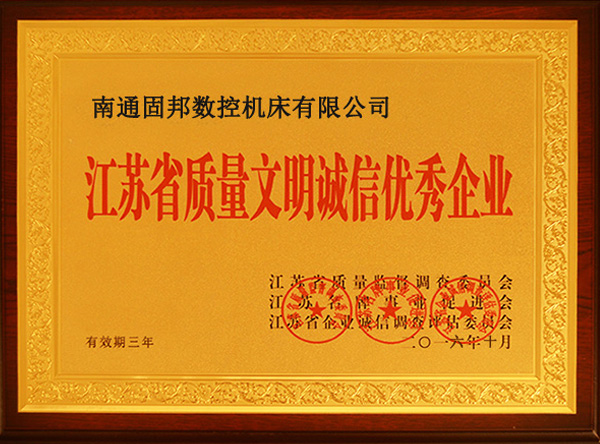 南通固邦数控机床有限公司
江苏省质量文明诚信优秀企业
江苏省质量监督调查委员会
江苏省品牌事业促进会
江苏省企业诚信调查评估委员会
有效期三年
二〇一六年十月